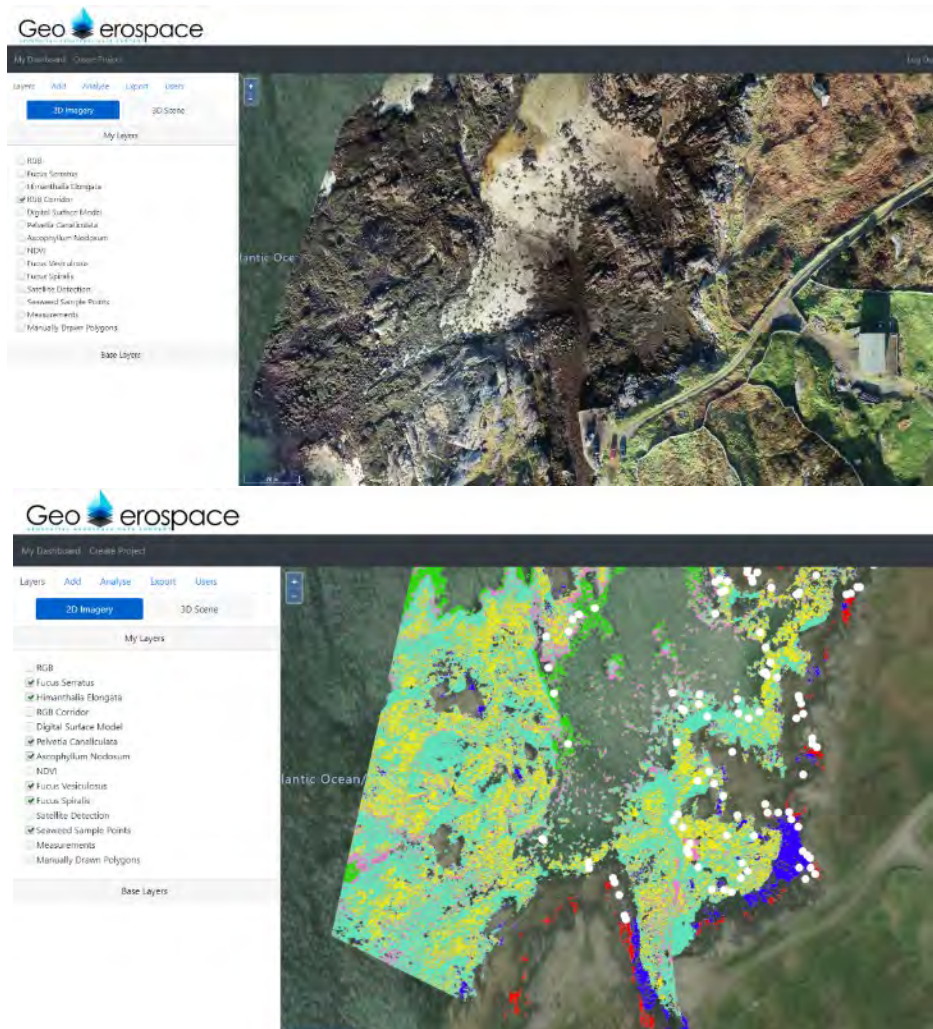 Geo erospace
My Dashboard Create Project
Layers Add Analyse Export Users
2D Imagery 3D Scene
My Layers
RGB
Fucus Serratus
Himanthalia Elongata
RGB Corridor
Digital Surface Model
Pelvetia Canaliculata
Ascophyllum Nodosum
NDVI
Fucus Vesiculosus
Fucus Spiralis
Satellite Detection
Seaweed Sample Points
Measurements
Manually Drawn Polygons
Base Layers
+
-
lantic Oce
Log Ou
Geo erospace
My Dashboard Create Project
Layers Add Analyse Export Users
2D Imagery 3D Scene
My Layers
RGB
Fucus Serratus
Himanthalia Elongata
RGB Corridor
Digital Surface Model
Pelvetia Canaliculata
Ascophyllum Nodosum
NDVI
Fucus Vesiculosus
Fucus Spiralis
Satellite Detection
Seaweed Sample Points
Measurements
Manually Drawn Polygons
Base Layers
+
-
lantic Ocean/